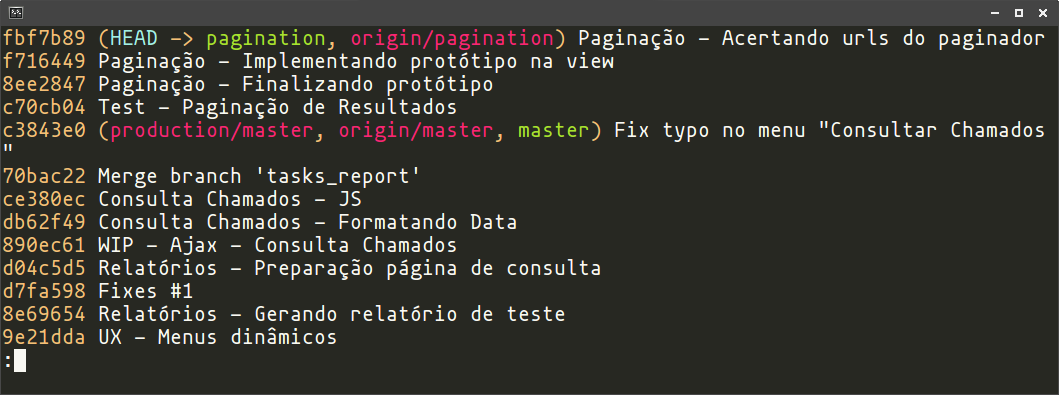 fbf7b89 (HEAD -> pagination, origin/pagination) Paginação - Acertando urls do paginador
f716449 Paginação - Implementando protótipo na view
8ee2847 Paginação - Finalizando protótipo
c70cb04 Test - Paginação de Resultados
c3843e0 (production/master, origin/master, master) Fix typo no menu "Consultar Chamados
"
70bac22 Merge branch 'tasks_report'
ce380ec Consulta Chamados - JS
db62f49 Consulta Chamados - Formatando Data
890ec61 WIP - Ajax - Consulta Chamados
d04c5d5 Relatórios - Preparação página de consulta
d7fa598 Fixes #1
8e69654 Relatórios - Gerando relatório de teste
9e21dda UX - Menus dinâmicos
: